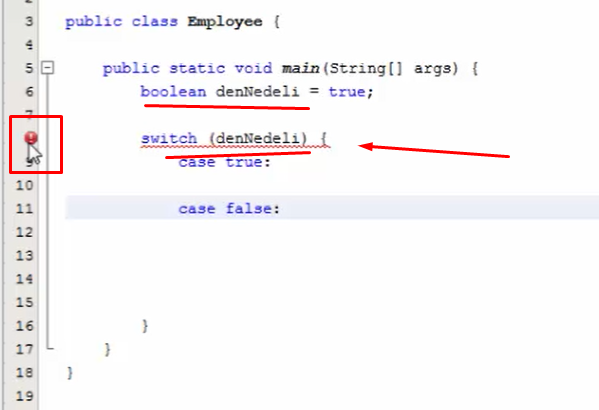 3 public class Employee {
4
5 public static void main(String[] args) {
6 boolean denNedeli = true;
7
switch (denNedeli) {
9 case true:
10
11 case false:
12
13
14
15
16 }
17 }
18 }
19